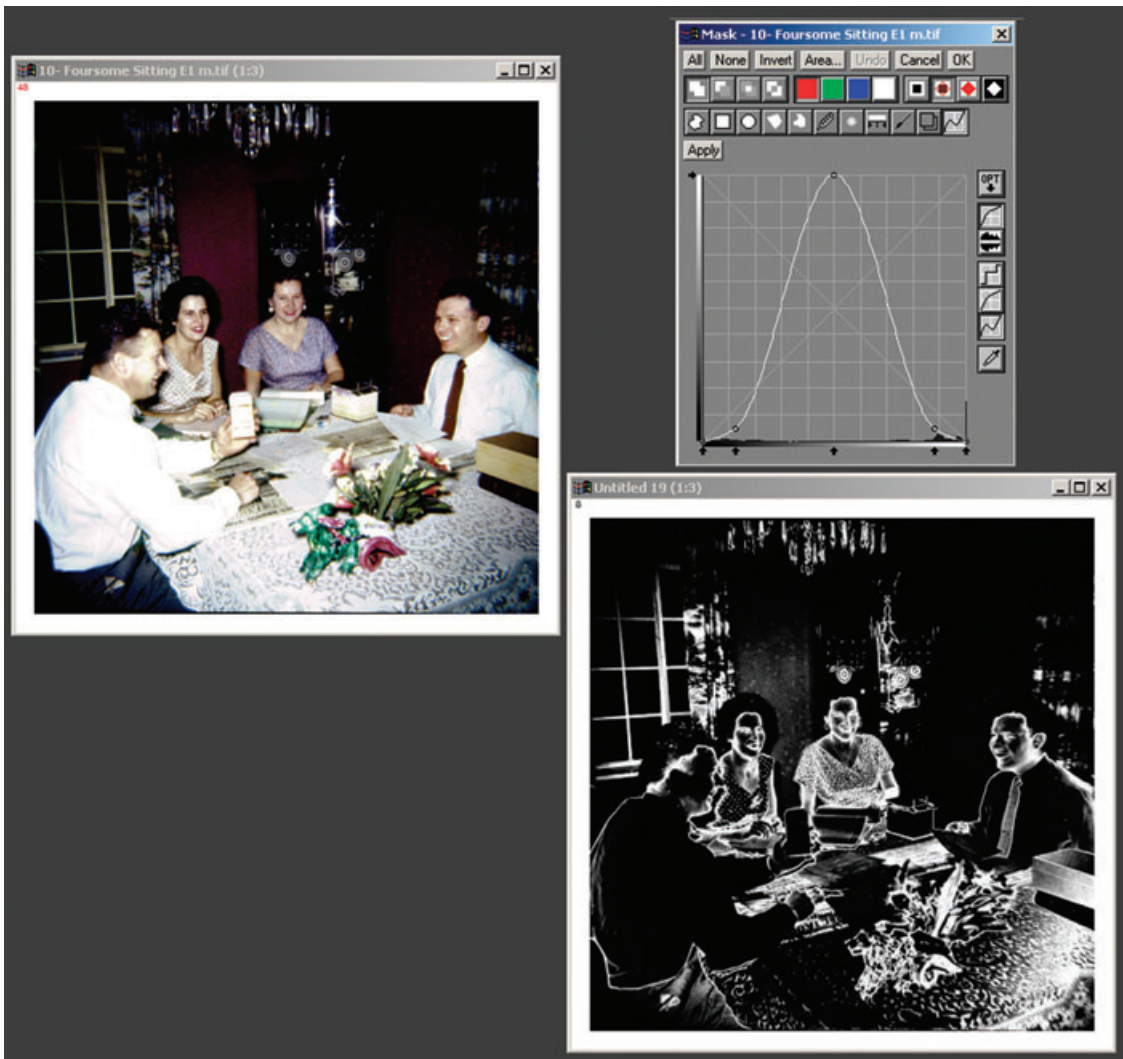 10- Foursome Sitting E1 m.tif (1:3)
48
Mask - 10- Foursome Sitting E1 m.tif
All None Invert Area... Undo Cancel OK
Apply
OPT
Untitled 19 (1:3)
0